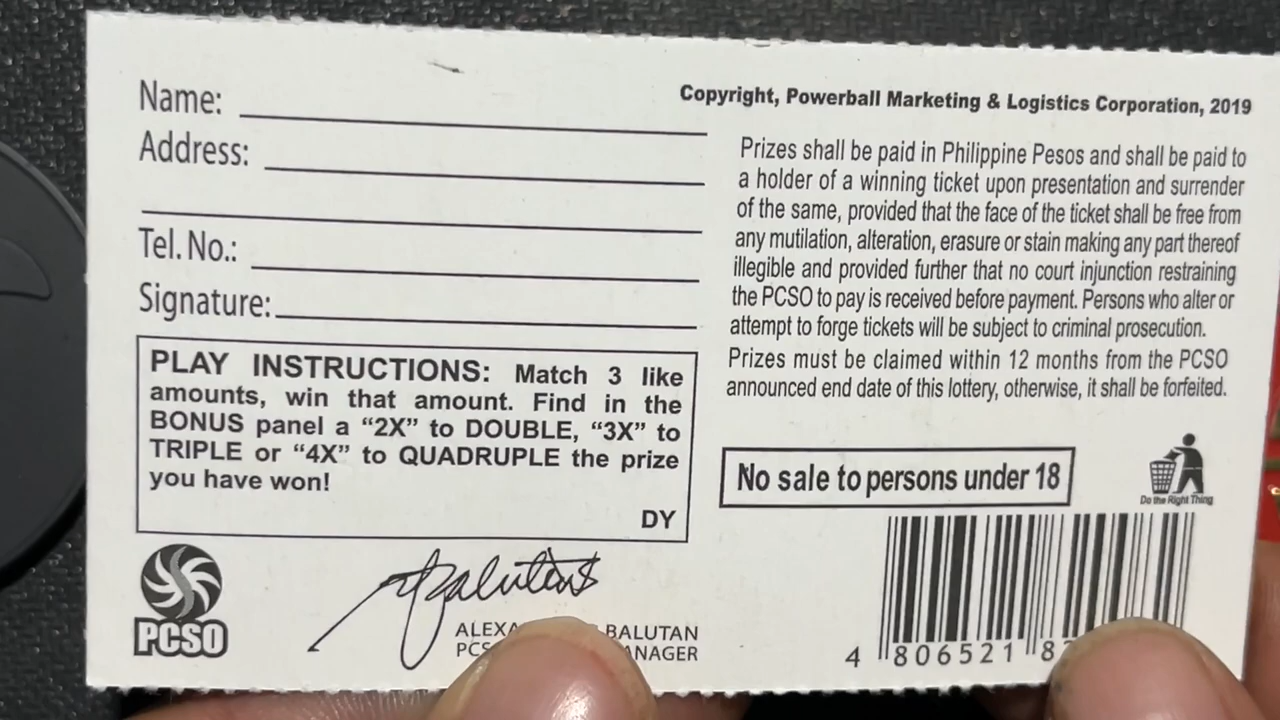 Name:
Address:
Tel. No.:
Signature:
PLAY INSTRUCTIONS: Match 3 like
amounts, win that amount. Find in the
BONUS panel a “2X” to DOUBLE, “3X” to
TRIPLE or “4X” to QUADRUPLE the prize
you have won!
DY
PCSO
Balutan
BALUTAN
Copyright, Powerball Marketing & Logistics Corporation, 2019
Prizes shall be paid in Philippine Pesos and shall be paid to
a holder of a winning ticket upon presentation and surrender
of the same, provided that the face of the ticket shall be free from
any mutilation, alteration, erasure or stain making any part thereof
illegible and provided further that no court injunction restraining
the PCSO to pay is received before payment. Persons who alter or
attempt to forge tickets will be subject to criminal prosecution.
Prizes must be claimed within 12 months from the PCSO
announced end date of this lottery, otherwise, it shall be forfeited.
No sale to persons under 18
Do the Right Thing
4 806521 8